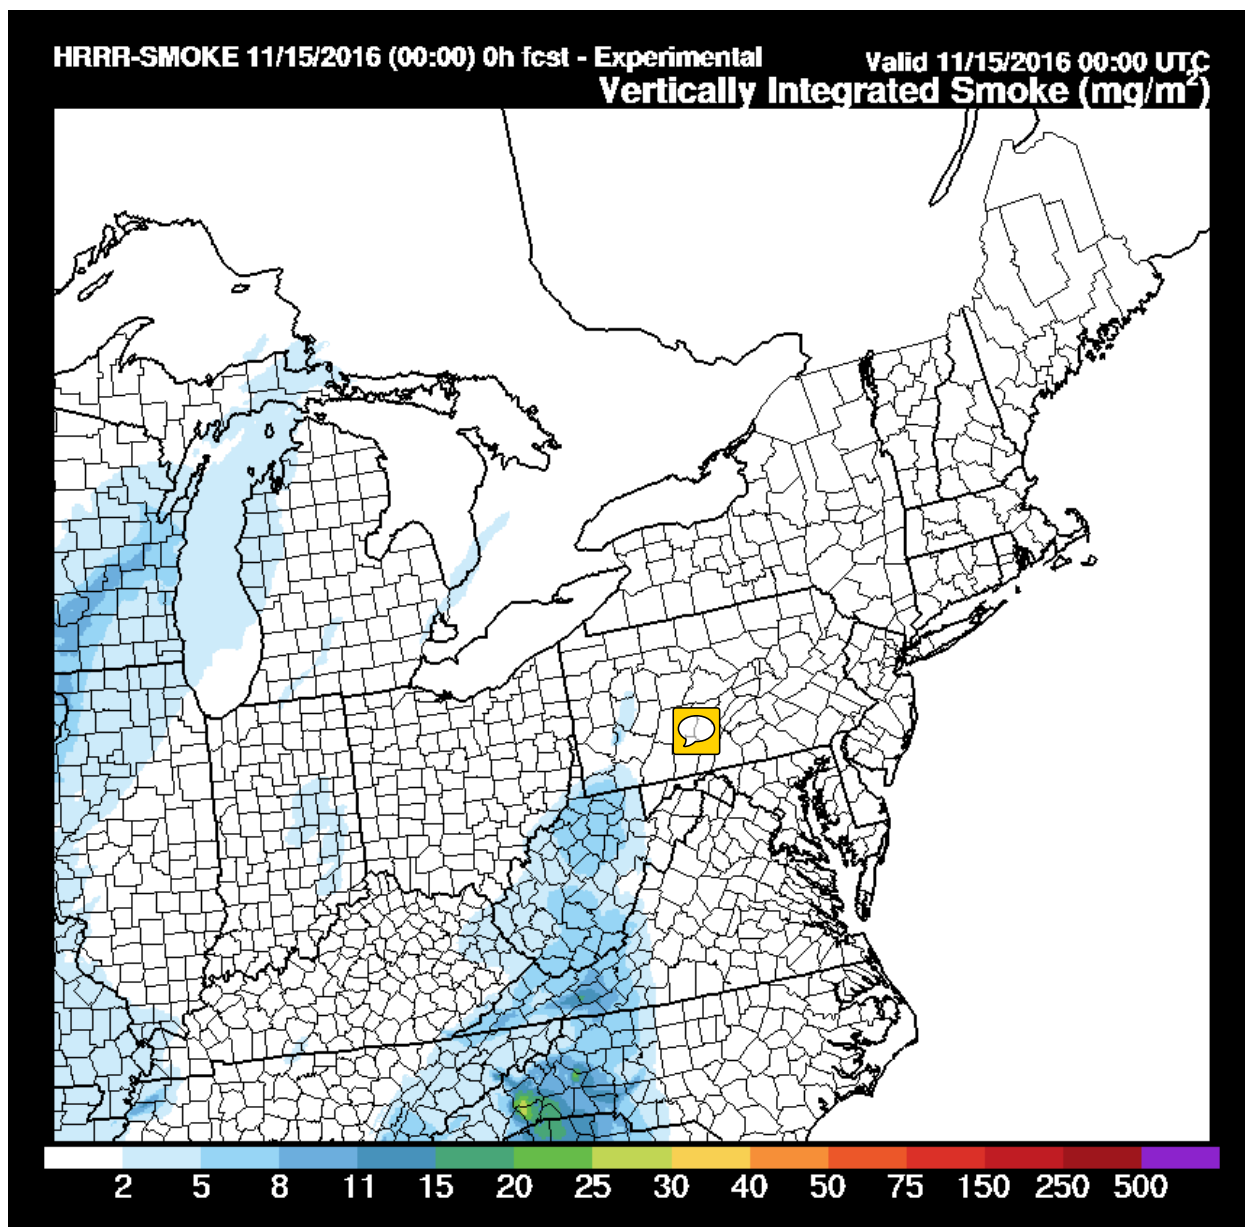 HRRR-SMOKE 11/15/2016 (00:00) 0h fcst - Experimental
Valid 11/15/2016 00:00 UTC
Vertically Integrated Smoke (mg/m²)
2 5 8 11 15 20 25 30 40 50 75 150 250 500